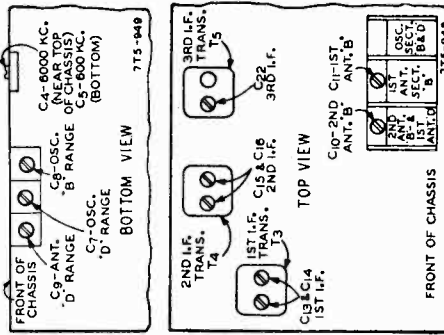 C4-6000 KC.
(NEAR TOP
OF CHASSIS)
C5-600 KC.
(BOTTOM)
7T5-949
C8-OSC.
"B" RANGE
C7-OSC.
"D" RANGE
C9-ANT.
"D" RANGE
BOTTOM VIEW
FRONT OF
CHASSIS
3RD I.F.
TRANS.
T5
C22
3RD I.F.
C15 & C16
2ND I.F.
2ND I.F.
TRANS.
T4
1ST I.F.
TRANS.
T3
C13 & C14
1ST I.F.
TOP VIEW
C11-1ST
ANT."B"
C10-2ND
ANT."B"
OSC.
SECT.
"B&D"
1ST
ANT.
SECT.
"B"
2ND
ANT.
"B" &
1ST
ANT.D
FRONT OF CHASSIS